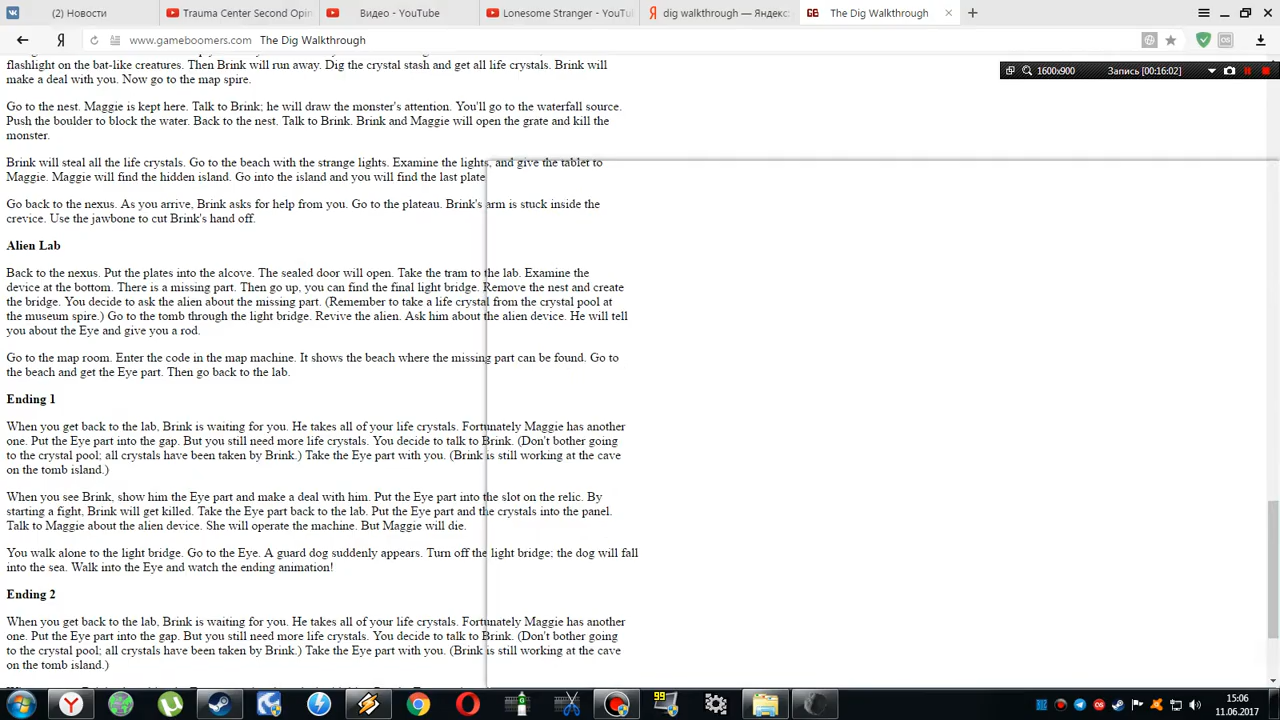 (2) Новости
Trauma Center Second Opin
Видео - YouTube
Lonesome Stranger - YouTu
dig walkthrough — Яндекс:
The Dig Walkthrough
www.gameboomers.com The Dig Walkthrough
1600x900
Запись [00:16:02]
flashlight on the bat-like creatures. Then Brink will run away. Dig the crystal stash and get all life crystals. Brink will
make a deal with you. Now go to the map spire.
Go to the nest. Maggie is kept here. Talk to Brink; he will draw the monster's attention. You'll go to the waterfall source.
Push the boulder to block the water. Back to the nest. Talk to Brink. Brink and Maggie will open the grate and kill the
monster.
Brink will steal all the life crystals. Go to the beach with the strange lights. Examine the lights, and give the tablet to
Maggie. Maggie will find the hidden island. Go into the island and you will find the last plate
Go back to the nexus. As you arrive, Brink asks for help from you. Go to the plateau. Brink's arm is stuck inside the
crevice. Use the jawbone to cut Brink's hand off.
Alien Lab
Back to the nexus. Put the plates into the alcove. The sealed door will open. Take the tram to the lab. Examine the
device at the bottom. There is a missing part. Then go up, you can find the final light bridge. Remove the nest and create
the bridge. You decide to ask the alien about the missing part. (Remember to take a life crystal from the crystal pool at
the museum spire.) Go to the tomb through the light bridge. Revive the alien. Ask him about the alien device. He will tell
you about the Eye and give you a rod.
Go to the map room. Enter the code in the map machine. It shows the beach where the missing part can be found. Go to
the beach and get the Eye part. Then go back to the lab.
Ending 1
When you get back to the lab, Brink is waiting for you. He takes all of your life crystals. Fortunately Maggie has another
one. Put the Eye part into the gap. But you still need more life crystals. You decide to talk to Brink. (Don't bother going
to the crystal pool; all crystals have been taken by Brink.) Take the Eye part with you. (Brink is still working at the cave
on the tomb island.)
When you see Brink, show him the Eye part and make a deal with him. Put the Eye part into the slot on the relic. By
starting a fight, Brink will get killed. Take the Eye part back to the lab. Put the Eye part and the crystals into the panel.
Talk to Maggie about the alien device. She will operate the machine. But Maggie will die.
You walk alone to the light bridge. Go to the Eye. A guard dog suddenly appears. Turn off the light bridge; the dog will fall
into the sea. Walk into the Eye and watch the ending animation!
Ending 2
When you get back to the lab, Brink is waiting for you. He takes all of your life crystals. Fortunately Maggie has another
one. Put the Eye part into the gap. But you still need more life crystals. You decide to talk to Brink. (Don't bother going
to the crystal pool; all crystals have been taken by Brink.) Take the Eye part with you. (Brink is still working at the cave
on the tomb island.)
99
15:06
11.06.2017